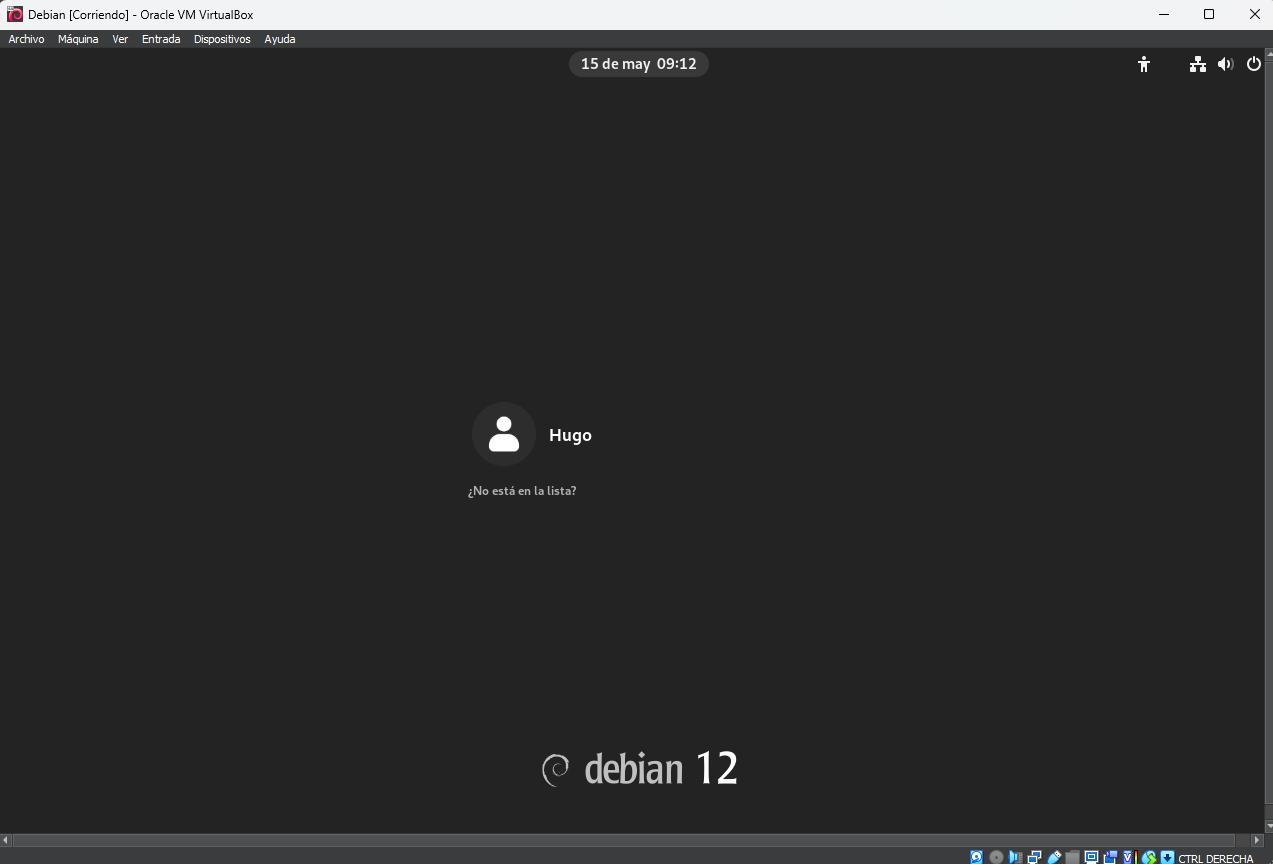 Debian [Corriendo] - Oracle VM VirtualBox
Archivo Máquina Ver Entrada Dispositivos Ayuda
15 de may 09:12
Hugo
¿No está en la lista?
debian 12
CTRL DERECHA